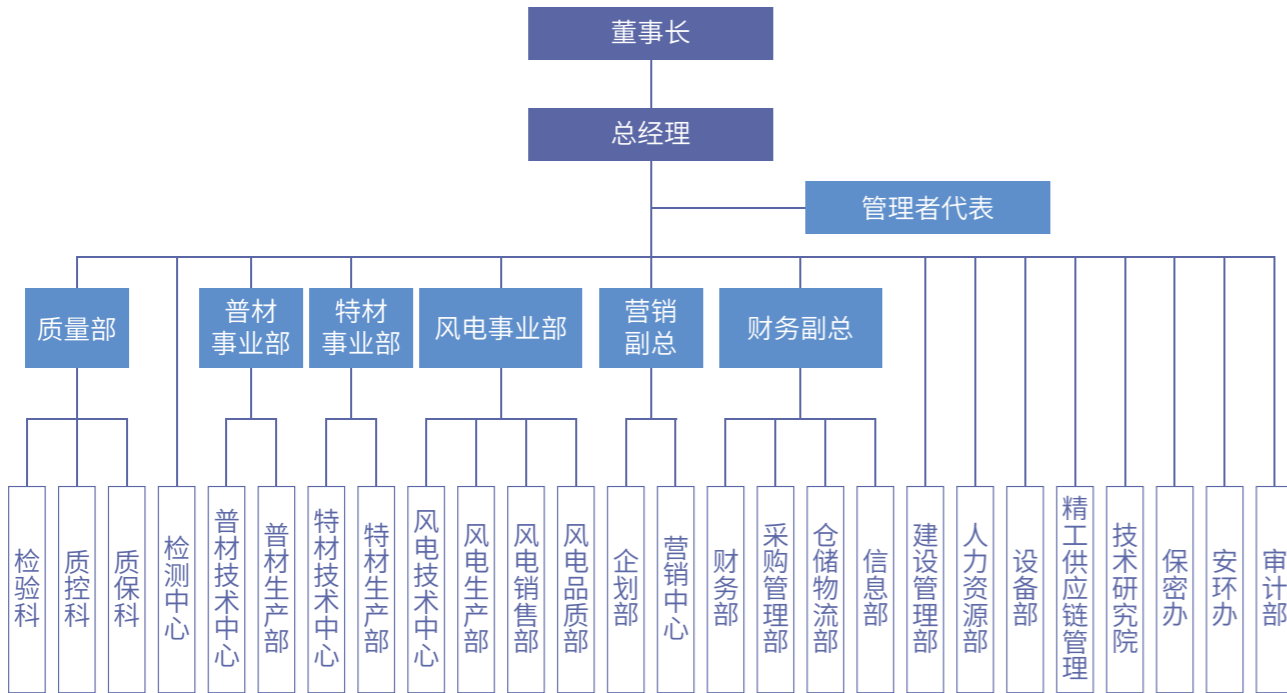 董事长
总经理
管理者代表
质量部
普材
事业部
特材
事业部
风电事业部
营销
副总
财务副总
检验科
质控科
质保科
检测中心
普材技术中心
普材生产部
特材技术中心
特材生产部
风电技术中心
风电生产部
风电销售部
风电品质部
企划部
营销中心
财务部
采购管理部
仓储物流部
信息部
建设管理部
人力资源部
设备部
精工供应链管理
技术研究院
保密办
安环办
审计部